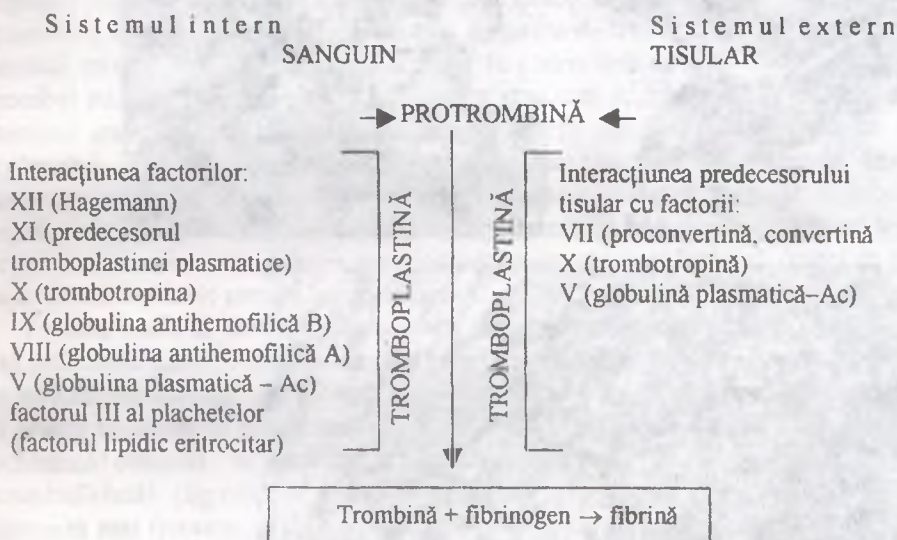 Sistemul intern
SANGUIN
Sistemul extern
TISULAR
PROTROMBINĂ
Interacțiunea factorilor:
XII (Hagemann)
XI (predecesorul
tromboplastinei plasmatice)
X (trombotropina)
IX (globulina antihemofilică B)
VIII (globulina antihemofilică A)
V (globulina plasmatică – Ac)
factorul III al plachetelor
(factorul lipidic eritrocitar)
TROMBOPLASTINĂ
TROMBOPLASTINĂ
Interacțiunea predecesorului
tisular cu factorii:
VII (proconvertină, convertină
X (trombotropină)
V (globulină plasmatică–Ac)
Trombină + fibrinogen → fibrină